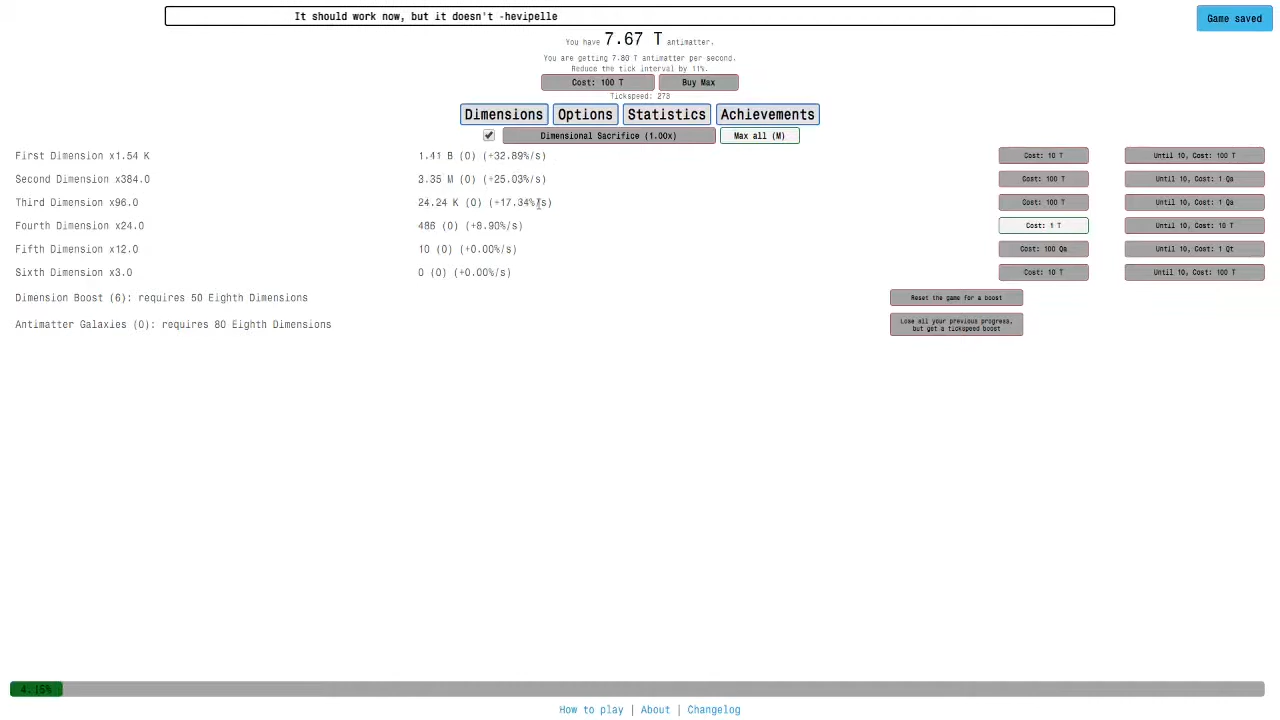 It should work now, but it doesn't -hevipelle
Game saved
You have 7.67 T antimatter.
You are getting 7.80 T antimatter per second.
Reduce the tick interval by 11%.
Cost: 100 T Buy Max
Tickspeed: 273
Dimensions Options Statistics Achievements
Dimensional Sacrifice (1.00x) Max all (M)
First Dimension x1.54 K 1.41 B (0) (+32.89%/s) Cost: 10 T Until 10, Cost: 100 T
Second Dimension x384.0 3.35 M (0) (+25.03%/s) Cost: 100 T Until 10, Cost: 1 Qa
Third Dimension x96.0 24.24 K (0) (+17.34%/s) Cost: 100 T Until 10, Cost: 1 Qa
Fourth Dimension x24.0 486 (0) (+8.90%/s) Cost: 1 T Until 10, Cost: 10 T
Fifth Dimension x12.0 10 (0) (+0.00%/s) Cost: 100 Qa Until 10, Cost: 1 Qt
Sixth Dimension x3.0 0 (0) (+0.00%/s) Cost: 10 T Until 10, Cost: 100 T
Dimension Boost (6): requires 50 Eighth Dimensions Reset the game for a boost
Antimatter Galaxies (0): requires 80 Eighth Dimensions Lose all your previous progress,
but get a tickspeed boost
4.15%
How to play | About | Changelog